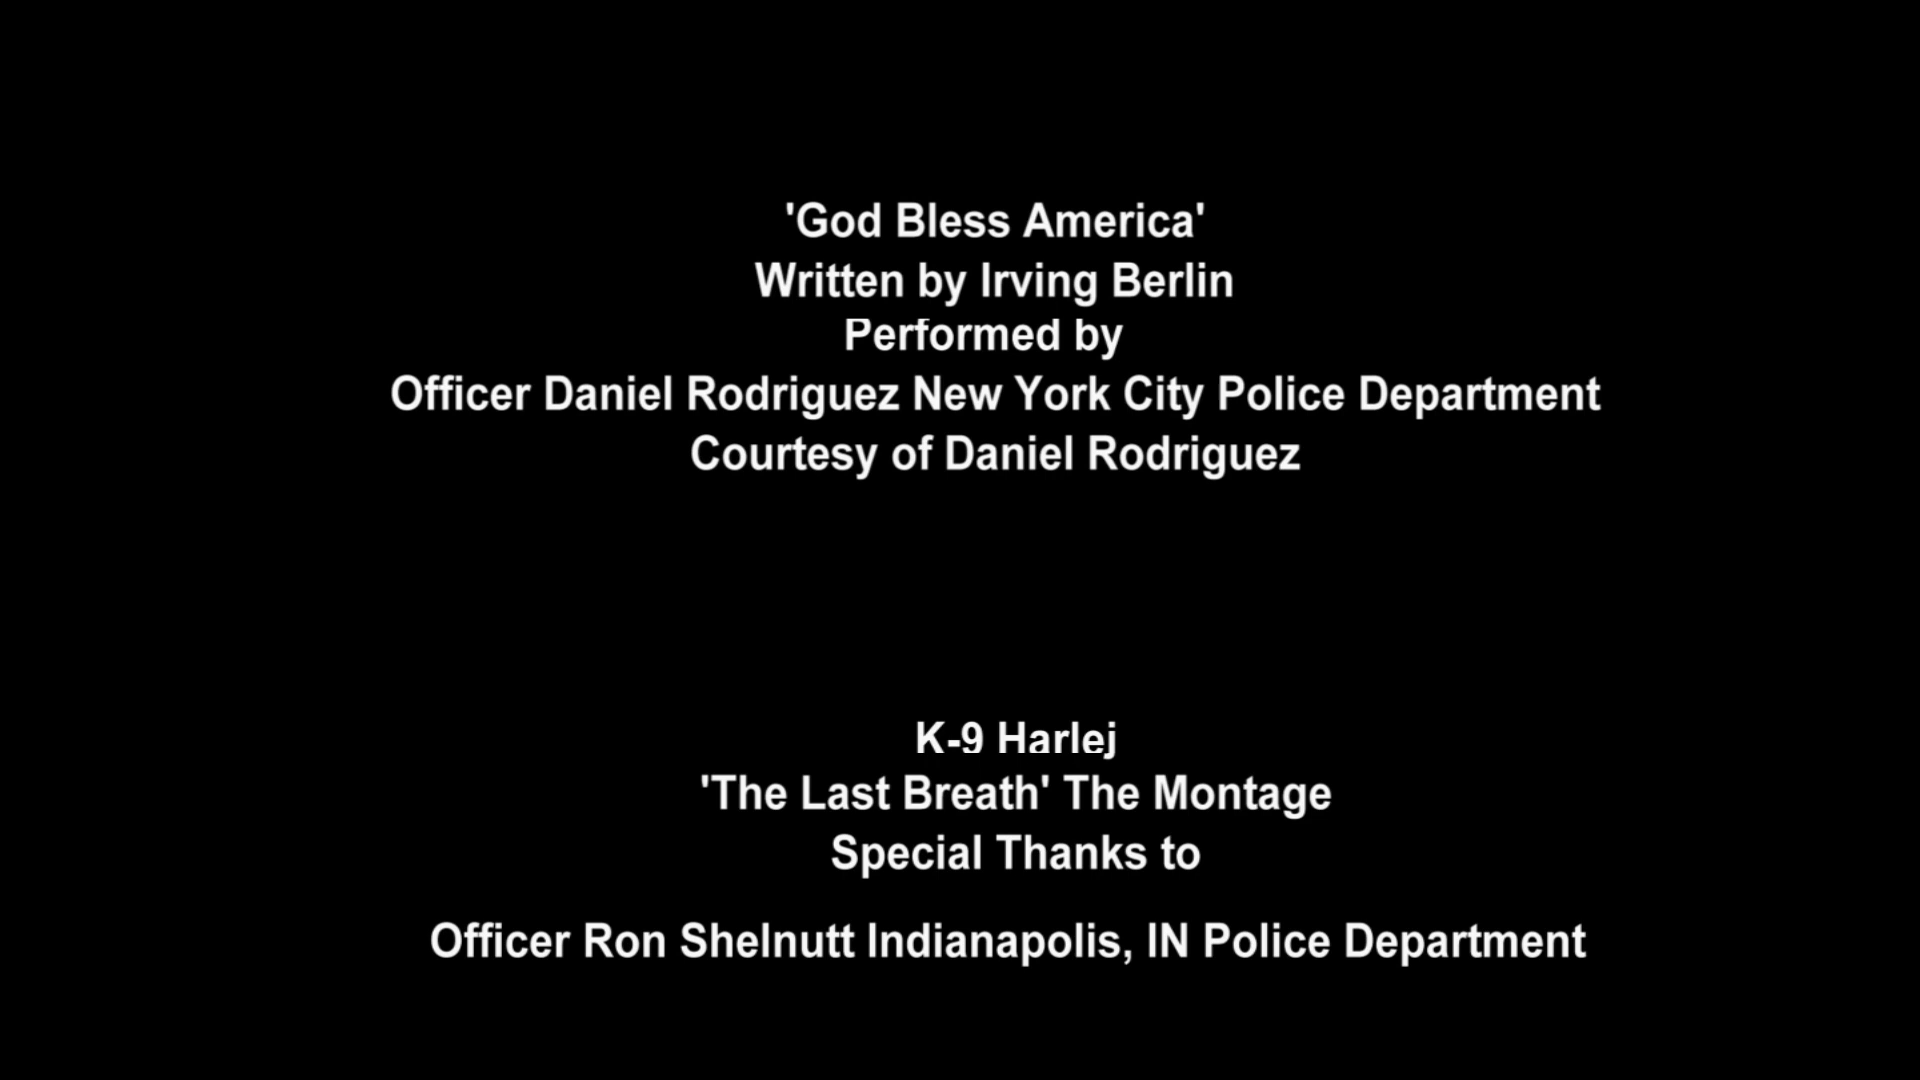 'God Bless America'
Written by Irving Berlin
Performed by
Officer Daniel Rodriguez New York City Police Department
Courtesy of Daniel Rodriguez
K-9 Harlej
'The Last Breath' The Montage
Special Thanks to
Officer Ron Shelnutt Indianapolis, IN Police Department